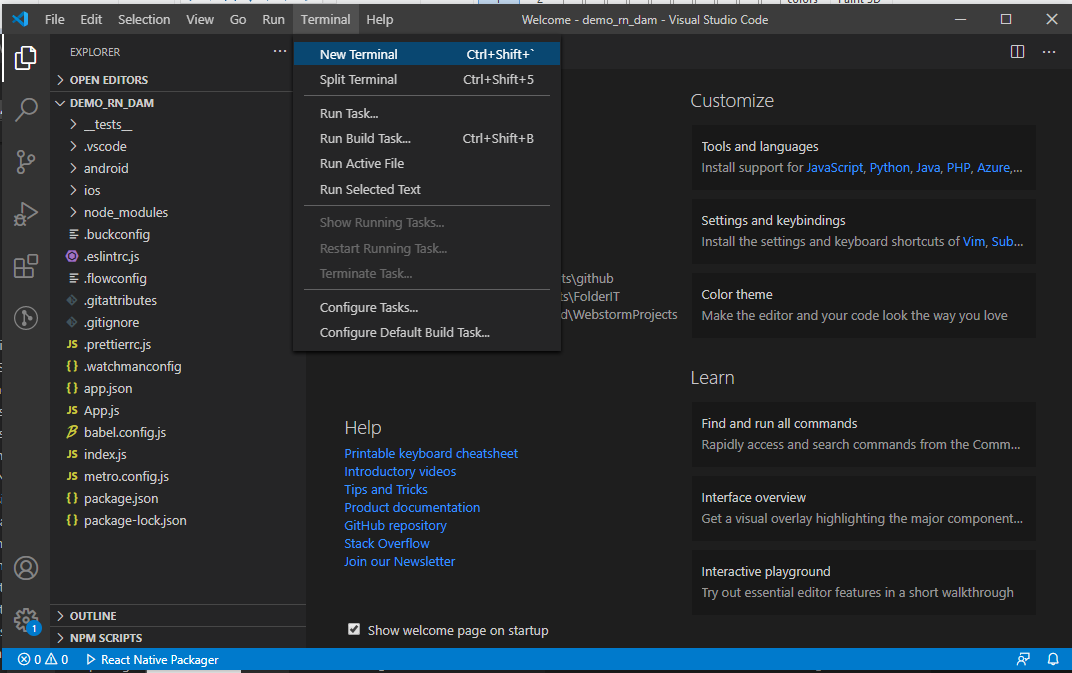 File Edit Selection View Go Run Terminal Help
Welcome - demo_rn_dam - Visual Studio Code
EXPLORER
OPEN EDITORS
DEMO_RN_DAM
__tests__
.vscode
android
ios
node_modules
.buckconfig
.eslintrc.js
.flowconfig
.gitattributes
.gitignore
JS .prettierrc.js
{ } .watchmanconfig
{ } app.json
JS App.js
babel.config.js
JS index.js
JS metro.config.js
{ } package.json
{ } package-lock.json
OUTLINE
NPM SCRIPTS
New Terminal Ctrl+Shift+`
Split Terminal Ctrl+Shift+5
Run Task...
Run Build Task... Ctrl+Shift+B
Run Active File
Run Selected Text
Show Running Tasks...
Restart Running Task...
Terminate Task...
Configure Tasks...
Configure Default Build Task...
ts\github
ts\FolderIT
d\WebstormProjects
Help
Printable keyboard cheatsheet
Introductory videos
Tips and Tricks
Product documentation
GitHub repository
Stack Overflow
Join our Newsletter
Show welcome page on startup
Customize
Tools and languages
Install support for JavaScript, Python, Java, PHP, Azure,...
Settings and keybindings
Install the settings and keyboard shortcuts of Vim, Sub...
Color theme
Make the editor and your code look the way you love
Learn
Find and run all commands
Rapidly access and search commands from the Comm...
Interface overview
Get a visual overlay highlighting the major component...
Interactive playground
Try out essential editor features in a short walkthrough
1
0 0 React Native Packager